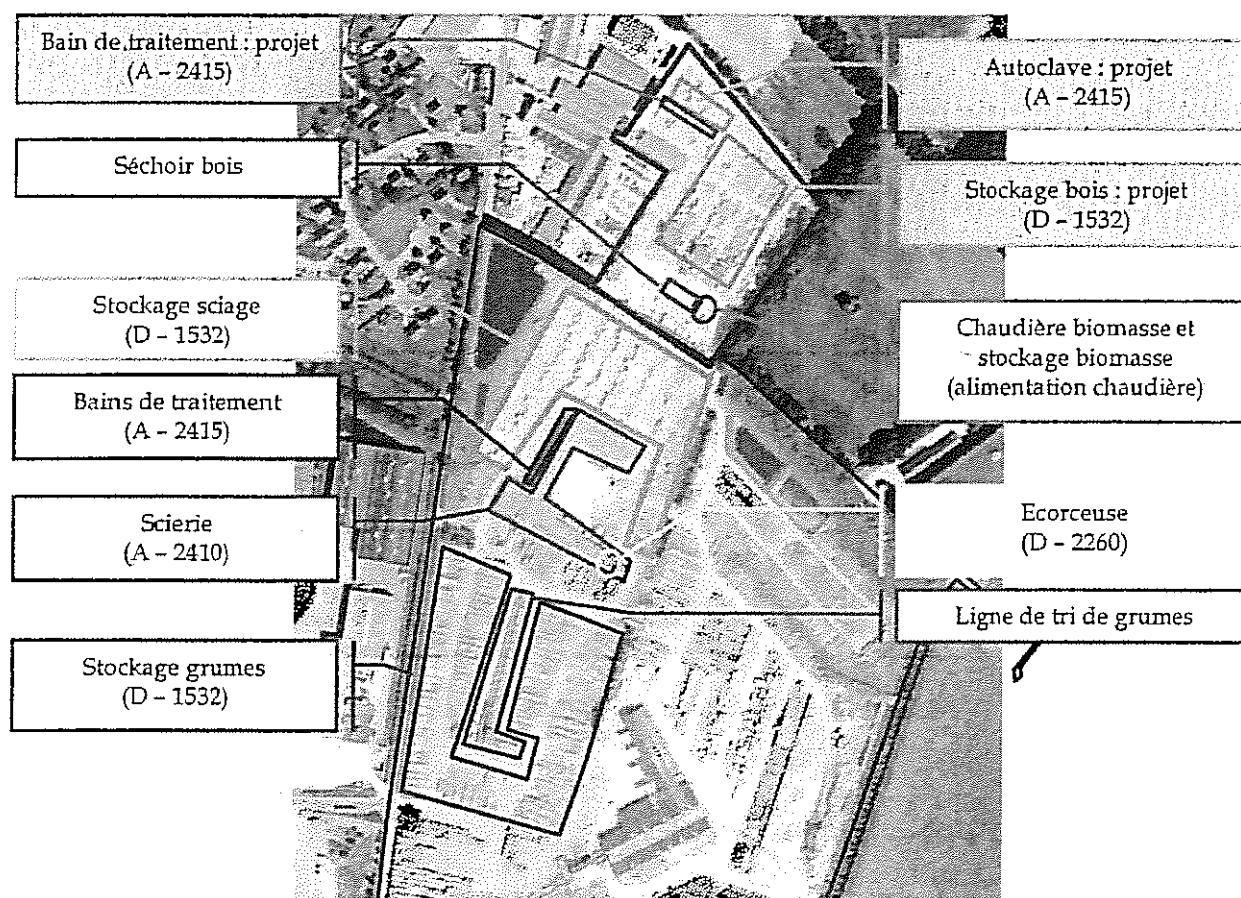 Bain de traitement : projet
(A – 2415)
Séchoir bois
Stockage sciage
(D – 1532)
Bains de traitement
(A – 2415)
Scierie
(A – 2410)
Stockage grumes
(D – 1532)
Autoclave : projet
(A – 2415)
Stockage bois : projet
(D – 1532)
Chaudière biomasse et
stockage biomasse
(alimentation chaudière)
Ecorceuse
(D – 2260)
Ligne de tri de grumes